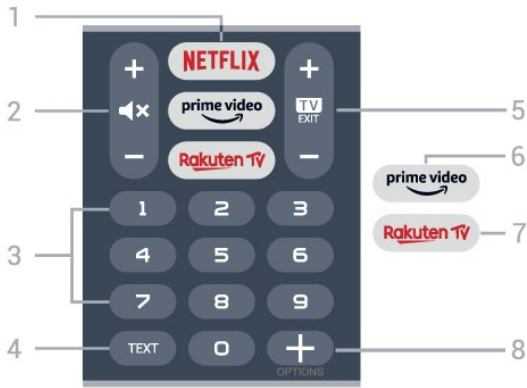 1
+ NETFLIX +
2 prime video TV EXIT 5
6
prime video
− Rakuten TV −
Rakuten TV 7
1 2 3
3 4 5 6
7 8 9
4 TEXT 0 + 8
OPTIONS